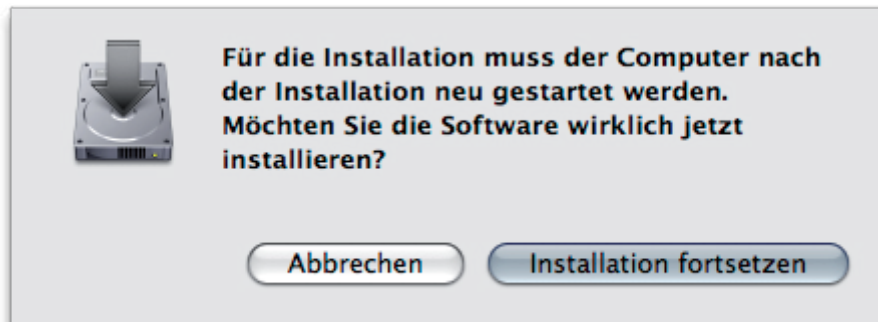 Für die Installation muss der Computer nach
der Installation neu gestartet werden.
Möchten Sie die Software wirklich jetzt
installieren?
Abbrechen
Installation fortsetzen